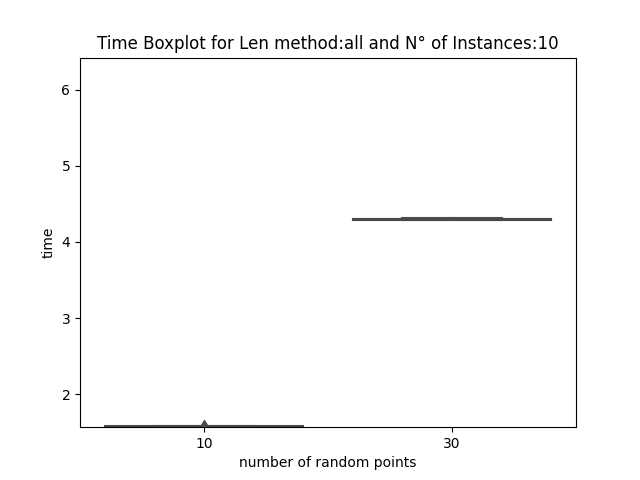 Time Boxplot for Len method:all and N° of Instances:10
6
5
4
3
2
time
10 30
number of random points